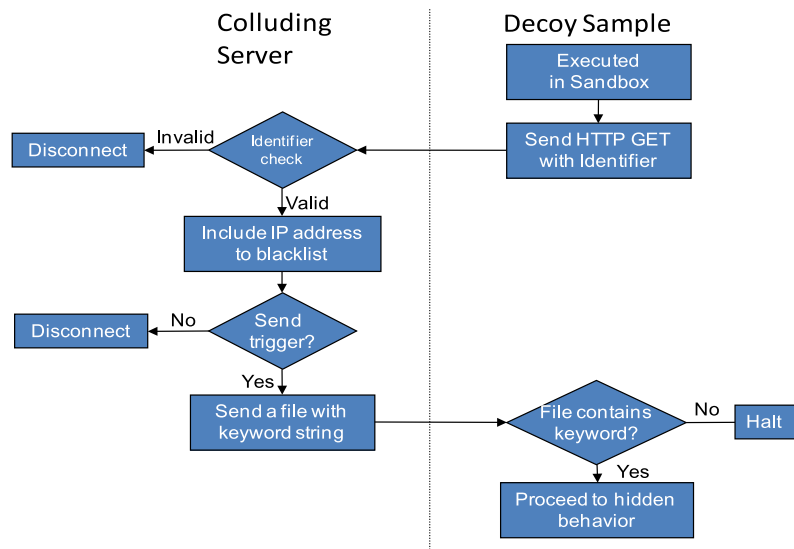 Colluding
Server
Decoy Sample
Executed
in Sandbox
Send HTTP GET
with Identifier
Identifier
check
Invalid
Disconnect
Valid
Include IP address
to blacklist
Send
trigger?
No
Disconnect
Yes
Send a file with
keyword string
File contains
keyword?
No
Halt
Yes
Proceed to hidden
behavior